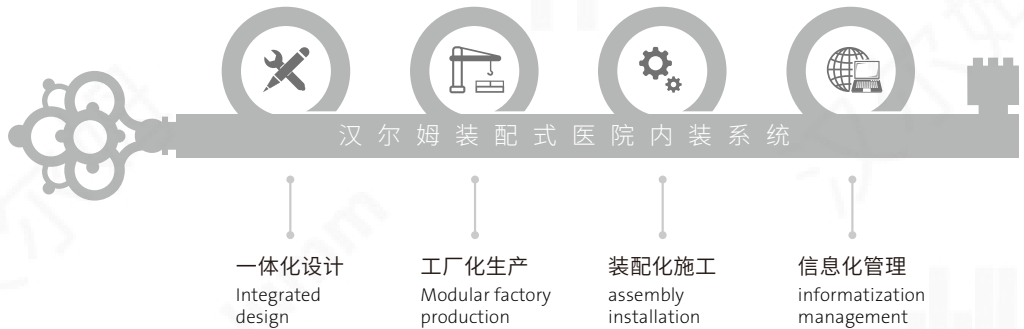 汉尔姆装配式医院内装系统
一体化设计
Integrated
design
工厂化生产
Modular factory
production
装配化施工
assembly
installation
信息化管理
informatization
management